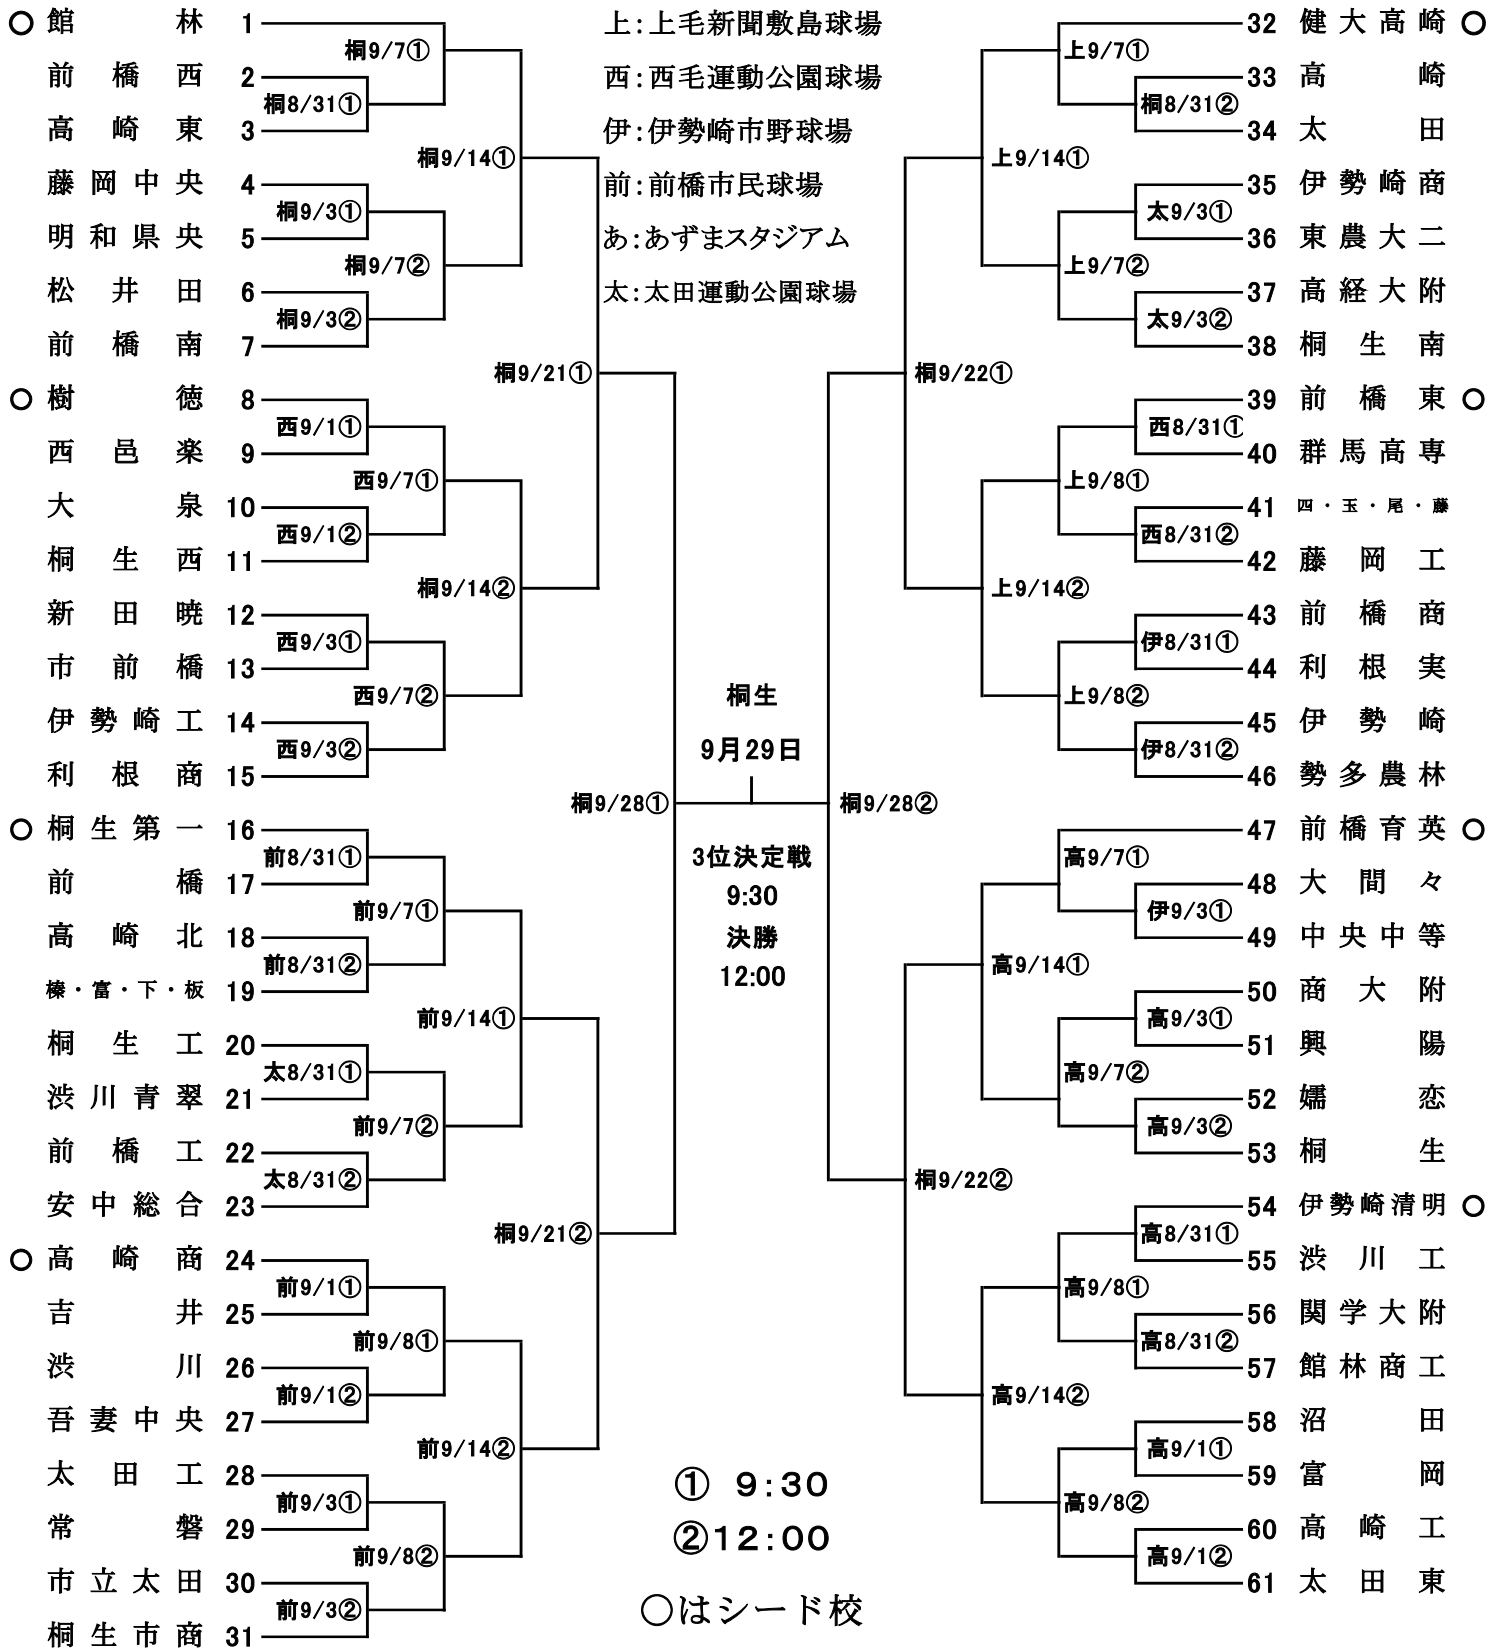 ○ 館林 1
前橋西 2
高崎東 3
藤岡中央 4
明和県央 5
松井田 6
前橋南 7
○ 樹徳 8
西邑楽 9
大泉 10
桐生西 11
新田暁 12
市前橋 13
伊勢崎工 14
利根商 15
○ 桐生第一 16
前橋 17
高崎北 18
榛・富・下・板 19
桐生工 20
渋川青翠 21
前橋工 22
安中総合 23
○ 高崎商 24
吉井 25
渋川 26
吾妻中央 27
太田工 28
常磐 29
市立太田 30
桐生市商 31
桐9/7①
桐8/31①
桐9/14①
桐9/3①
桐9/7②
桐9/3②
桐9/21①
西9/1①
西9/7①
西9/1②
桐9/14②
西9/3①
西9/7②
西9/3②
桐9/28①
前8/31①
前9/7①
前8/31②
前9/14①
太8/31①
前9/7②
太8/31②
桐9/21②
前9/1①
前9/8①
前9/1②
前9/14②
前9/3①
前9/8②
前9/3②
上:上毛新聞敷島球場
西:西毛運動公園球場
伊:伊勢崎市野球場
前:前橋市民球場
あ:あずまスタジアム
太:太田運動公園球場
桐生
9月29日
3位決定戦
9:30
決勝
12:00
① 9:30
②12:00
○はシード校
上9/7①
桐8/31②
上9/14①
太9/3①
上9/7②
太9/3②
桐9/22①
西8/31①
上9/8①
西8/31②
上9/14②
伊8/31①
上9/8②
伊8/31②
桐9/28②
高9/7①
伊9/3①
高9/14①
高9/3①
高9/7②
高9/3②
桐9/22②
高8/31①
高9/8①
高8/31②
高9/14②
高9/1①
高9/8②
高9/1②
32 健大高崎 ○
33 高崎
34 太田
35 伊勢崎商
36 東農大二
37 高経大附
38 桐生南
39 前橋東 ○
40 群馬高専
41 四・玉・尾・藤
42 藤岡工
43 前橋商
44 利根実
45 伊勢崎
46 勢多農林
47 前橋育英 ○
48 大間々
49 中央中等
50 商大附
51 興陽
52 嬬恋
53 桐生
54 伊勢崎清明 ○
55 渋川工
56 関学大附
57 館林商工
58 沼田
59 富岡
60 高崎工
61 太田東